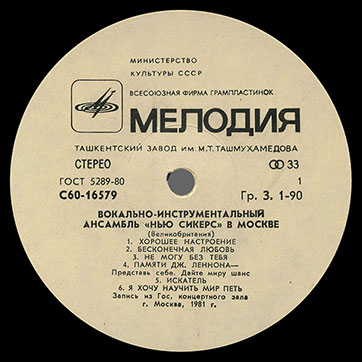 МИНИСТЕРСТВО
КУЛЬТУРЫ СССР
ВСЕСОЮЗНАЯ ФИРМА ГРАМПЛАСТИНОК
МЕЛОДИЯ
ТАШКЕНТСКИЙ ЗАВОД им. М.Т. ТАШМУХАМЕДОВА
СТЕРЕО 33
ГОСТ 5289-80 1
С60-16579 Гр. 3. 1-90
ВОКАЛЬНО-ИНСТРУМЕНТАЛЬНЫЙ
АНСАМБЛЬ «НЬЮ СИКЕРС» В МОСКВЕ
(Великобритания)
1. ХОРОШЕЕ НАСТРОЕНИЕ
2. БЕСКОНЕЧНАЯ ЛЮБОВЬ
3. НЕ МОГУ БЕЗ ТЕБЯ
4. ПАМЯТИ ДЖ. ЛЕННОНА—
Представь себе. Дайте миру шанс
5. ИСКАТЕЛЬ
6. Я ХОЧУ НАУЧИТЬ МИР ПЕТЬ
Запись из Гос. концертного зала
г. Москва, 1981 г.